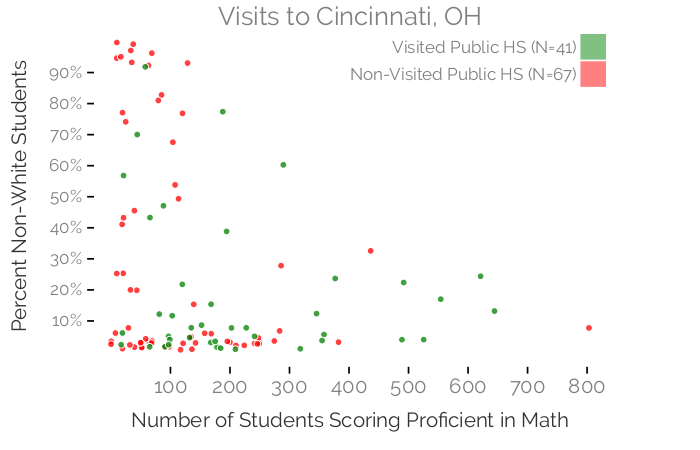 Visits to Cincinnati, OH
Visited Public HS (N=41)
Non-Visited Public HS (N=67)
Percent Non-White Students
90%
80%
70%
60%
50%
40%
30%
20%
10%
100 200 300 400 500 600 700 800
Number of Students Scoring Proficient in Math